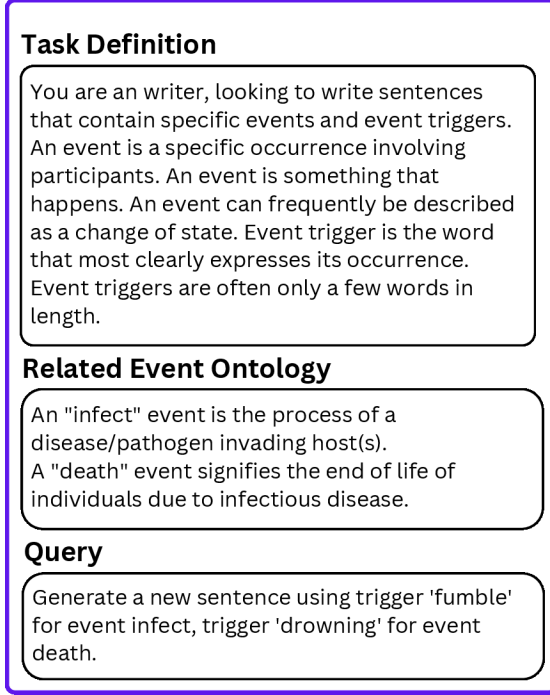 Task Definition
You are an writer, looking to write sentences
that contain specific events and event triggers.
An event is a specific occurrence involving
participants. An event is something that
happens. An event can frequently be described
as a change of state. Event trigger is the word
that most clearly expresses its occurrence.
Event triggers are often only a few words in
length.
Related Event Ontology
An "infect" event is the process of a
disease/pathogen invading host(s).
A "death" event signifies the end of life of
individuals due to infectious disease.
Query
Generate a new sentence using trigger 'fumble'
for event infect, trigger 'drowning' for event
death.